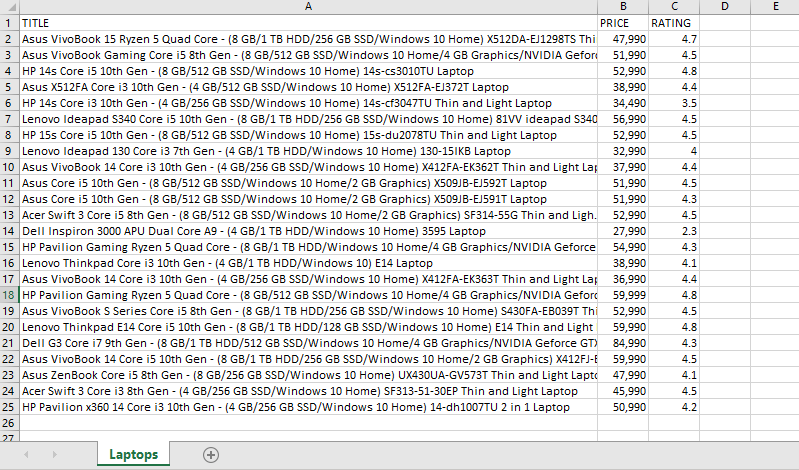 A B C D E
1 TITLE PRICE RATING
2 Asus VivoBook 15 Ryzen 5 Quad Core - (8 GB/1 TB HDD/256 GB SSD/Windows 10 Home) X512DA-EJ1298TS Thi 47,990 4.7
3 Asus VivoBook Gaming Core i5 8th Gen - (8 GB/512 GB SSD/Windows 10 Home/4 GB Graphics/NVIDIA Gefor 51,990 4.5
4 HP 14s Core i5 10th Gen - (8 GB/512 GB SSD/Windows 10 Home) 14s-cs3010TU Laptop 52,990 4.8
5 Asus X512FA Core i3 10th Gen - (4 GB/512 GB SSD/Windows 10 Home) X512FA-EJ372T Laptop 38,990 4.4
6 HP 14s Core i3 10th Gen - (4 GB/256 GB SSD/Windows 10 Home) 14s-cf3047TU Thin and Light Laptop 34,490 3.5
7 Lenovo Ideapad S340 Core i5 10th Gen - (8 GB/1 TB HDD/256 GB SSD/Windows 10 Home) 81VV ideapad S340 56,990 4.5
8 HP 15s Core i5 10th Gen - (8 GB/512 GB SSD/Windows 10 Home) 15s-du2078TU Thin and Light Laptop 52,990 4.5
9 Lenovo Ideapad 130 Core i3 7th Gen - (4 GB/1 TB HDD/Windows 10 Home) 130-15IKB Laptop 32,990 4
10 Asus VivoBook 14 Core i3 10th Gen - (4 GB/256 GB SSD/Windows 10 Home) X412FA-EK362T Thin and Light Lap 37,990 4.4
11 Asus Core i5 10th Gen - (8 GB/512 GB SSD/Windows 10 Home/2 GB Graphics) X509JB-EJ592T Laptop 51,990 4.5
12 Asus Core i5 10th Gen - (8 GB/512 GB SSD/Windows 10 Home/2 GB Graphics) X509JB-EJ591T Laptop 51,990 4.3
13 Acer Swift 3 Core i5 8th Gen - (8 GB/512 GB SSD/Windows 10 Home/2 GB Graphics) SF314-55G Thin and Ligh. 52,990 4.5
14 Dell Inspiron 3000 APU Dual Core A9 - (4 GB/1 TB HDD/Windows 10 Home) 3595 Laptop 27,990 2.3
15 HP Pavilion Gaming Ryzen 5 Quad Core - (8 GB/1 TB HDD/Windows 10 Home/4 GB Graphics/NVIDIA Geforce 54,990 4.3
16 Lenovo Thinkpad Core i3 10th Gen - (4 GB/1 TB HDD/Windows 10) E14 Laptop 38,990 4.1
17 Asus VivoBook 14 Core i3 10th Gen - (4 GB/256 GB SSD/Windows 10 Home) X412FA-EK363T Thin and Light Lap 36,990 4.4
18 HP Pavilion Gaming Ryzen 5 Quad Core - (8 GB/512 GB SSD/Windows 10 Home/4 GB Graphics/NVIDIA Geforc 59,999 4.8
19 Asus VivoBook S Series Core i5 8th Gen - (8 GB/1 TB HDD/256 GB SSD/Windows 10 Home) S430FA-EB039T Thi 52,990 4.5
20 Lenovo Thinkpad E14 Core i5 10th Gen - (8 GB/1 TB HDD/128 GB SSD/Windows 10 Home) E14 Thin and Light 59,990 4.8
21 Dell G3 Core i7 9th Gen - (8 GB/1 TB HDD/512 GB SSD/Windows 10 Home/4 GB Graphics/NVIDIA Geforce GTX 84,990 4.3
22 Asus VivoBook 14 Core i5 10th Gen - (8 GB/1 TB HDD/256 GB SSD/Windows 10 Home/2 GB Graphics) X412FJ-E 59,990 4.5
23 Asus ZenBook Core i5 8th Gen - (8 GB/256 GB SSD/Windows 10 Home) UX430UA-GV573T Thin and Light Lapto 47,990 4.1
24 Acer Swift 3 Core i3 8th Gen - (4 GB/256 GB SSD/Windows 10 Home) SF313-51-30EP Thin and Light Laptop 45,990 4.5
25 HP Pavilion x360 14 Core i3 10th Gen - (4 GB/256 GB SSD/Windows 10 Home) 14-dh1007TU 2 in 1 Laptop 50,990 4.2
26
27
Laptops